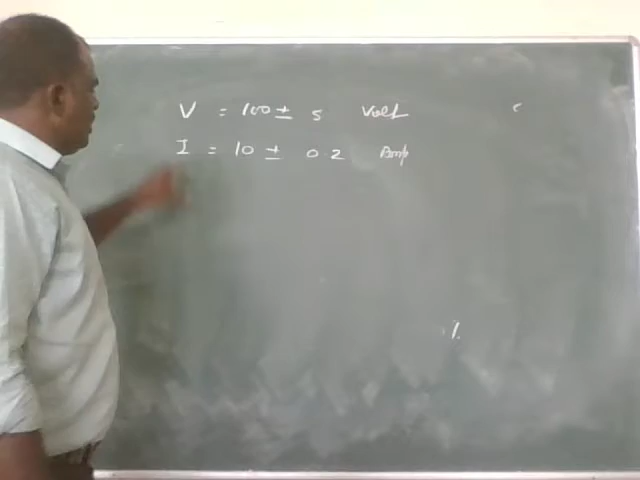 V = 100 ± 5 Volt
I = 10 ± 0.2 Amp